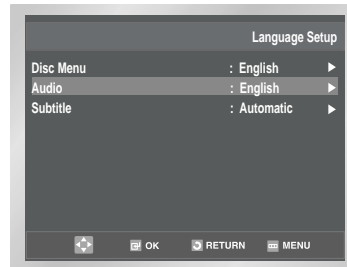 Language Setup
Disc Menu : English ►
Audio : English ►
Subtitle : Automatic ►
OK RETURN MENU